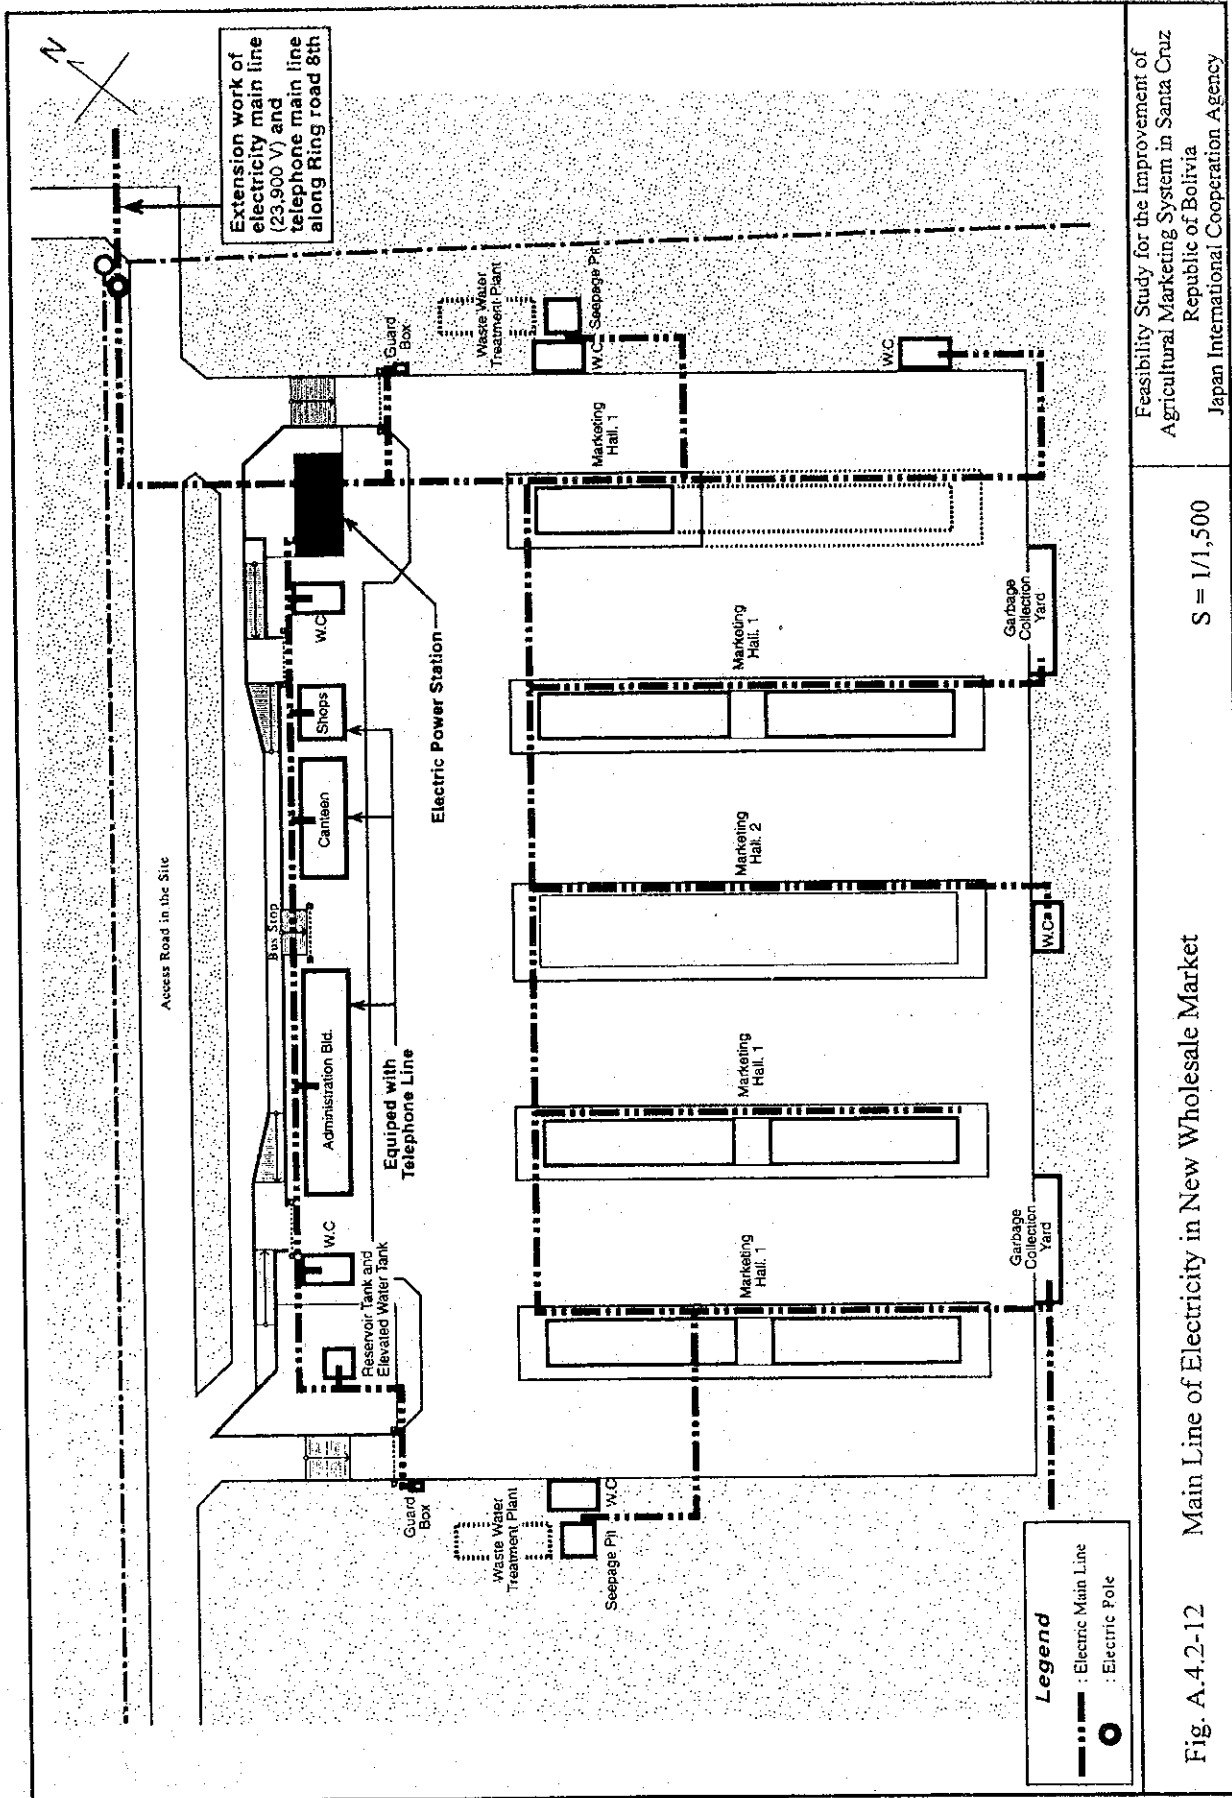 N
Extension work of
electricity main line
(23,900 V) and
telephone main line
along Ring road 8th
Access Road in the Site
Bus Stop
Reservoir Tank and
Elevated Water Tank
W.C
Administration Bld.
Canteen
Shops
W.C
Equiped with
Telephone Line
Electric Power Station
Guard
Box
Guard
Box
Waste Water
Treatment Plant
Seepage Pit
W.C
Waste Water
Treatment Plant
W.C
Seepage Pit
Marketing
Hall. 1
Marketing
Hall. 1
Marketing
Hall. 2
Marketing
Hall. 1
Marketing
Hall. 1
W.C
Garbage
Collection
Yard
W.C
Garbage
Collection
Yard
Legend
: Electric Main Line
: Electric Pole
Fig. A.4.2-12 Main Line of Electricity in New Wholesale Market
S = 1/1,500
Feasibility Study for the Improvement of
Agricultural Marketing System in Santa Cruz
Republic of Bolivia
Japan International Cooperation Agency